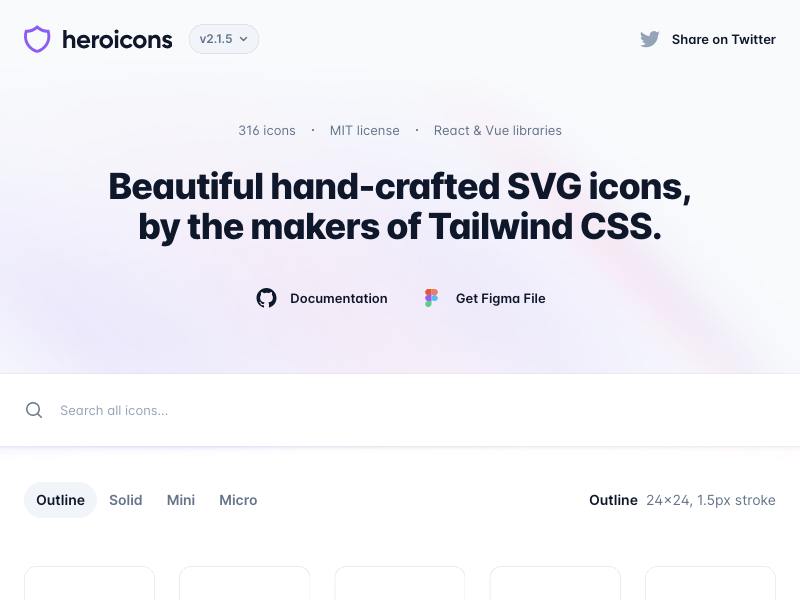 heroicons
v2.1.5
Share on Twitter
316 icons · MIT license · React & Vue libraries
Beautiful hand-crafted SVG icons,
by the makers of Tailwind CSS.
Documentation
Get Figma File
Search all icons...
Outline
Solid
Mini
Micro
Outline 24×24, 1.5px stroke